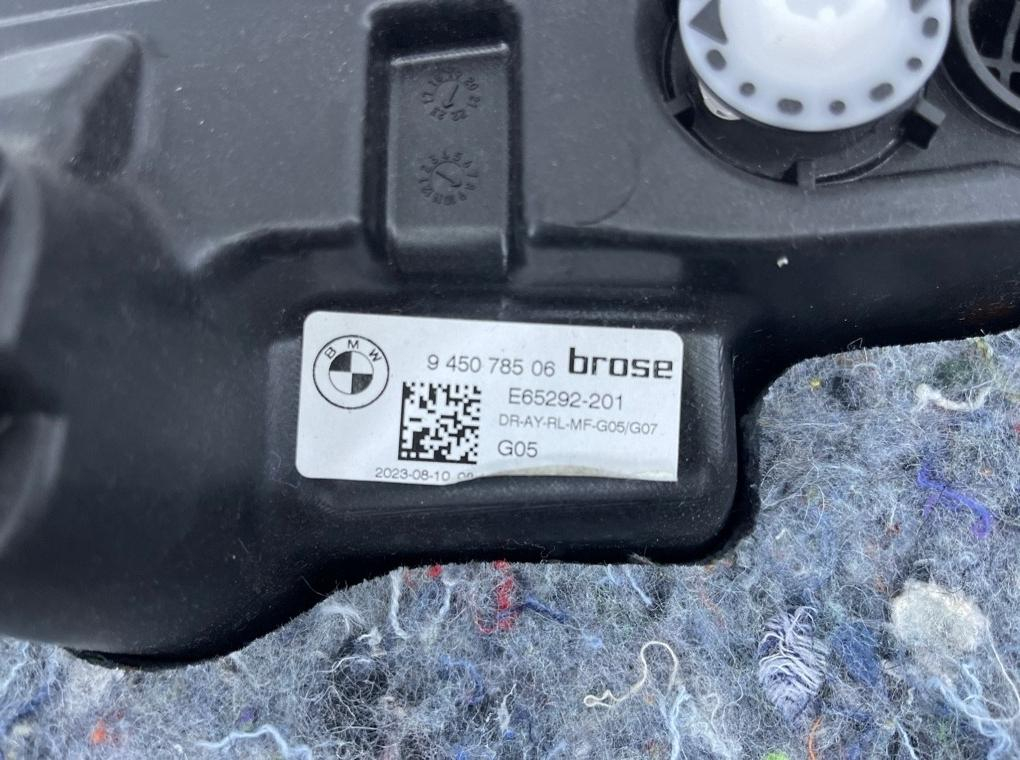 BMW
9 450 785 06 brose
E65292-201
DR-AY-RL-MF-G05/G07
G05
2023-08-10